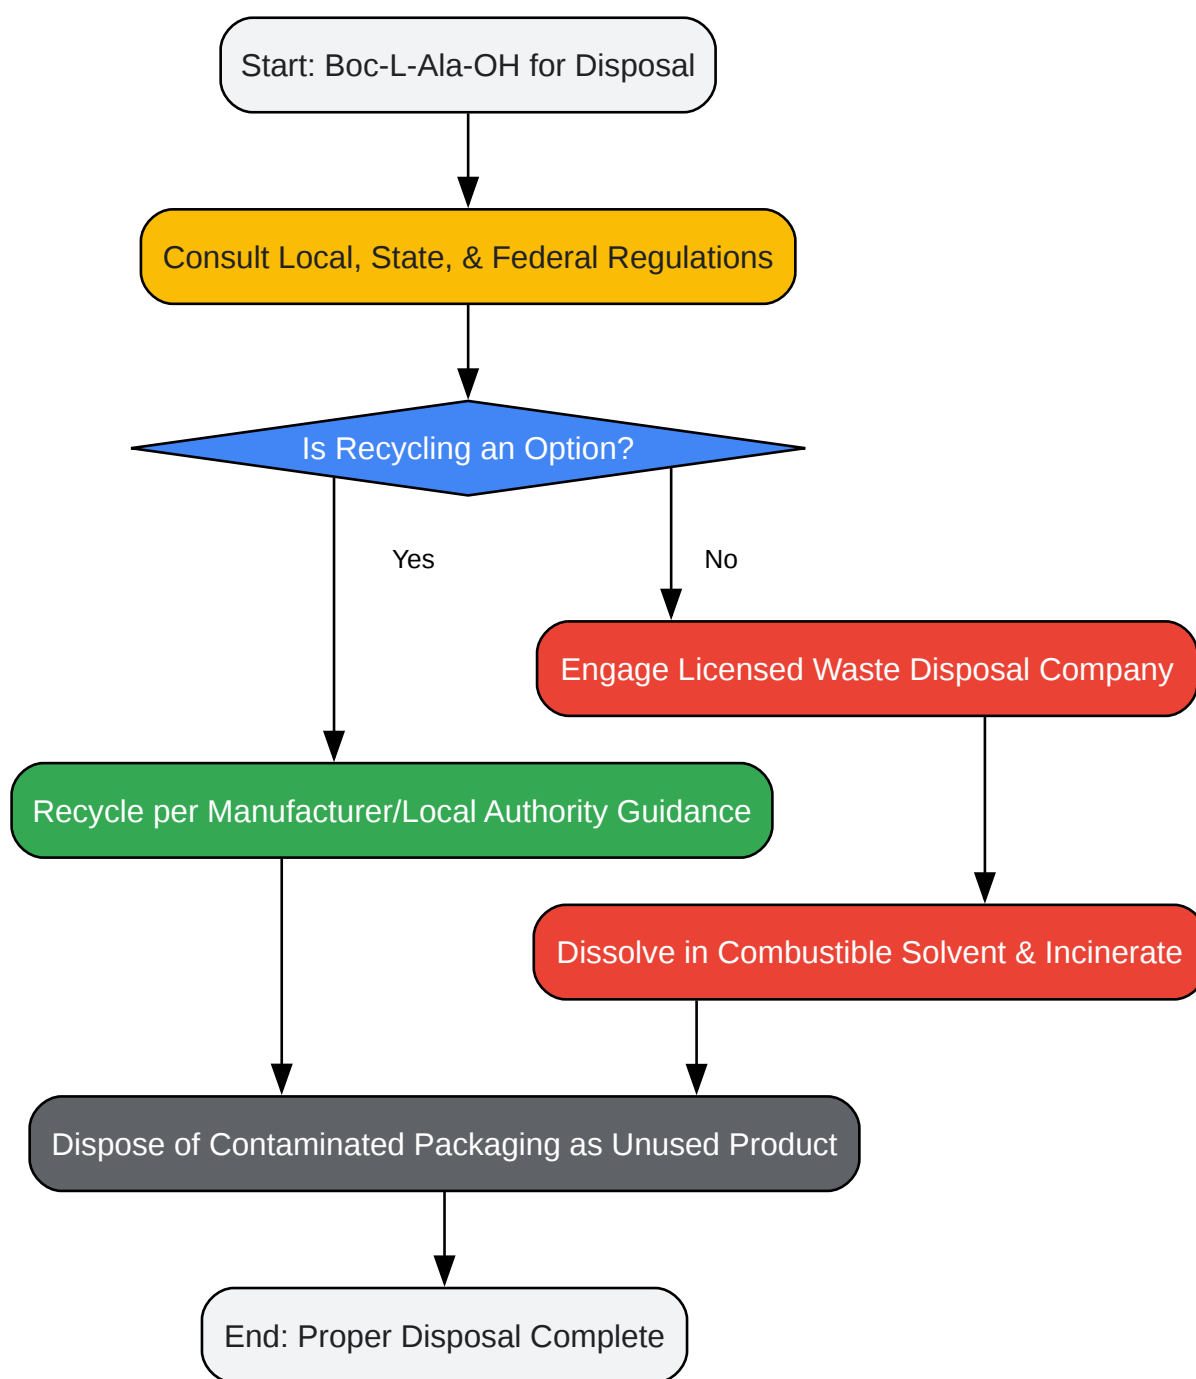 Start: Boc-L-Ala-OH for Disposal
Consult Local, State, & Federal Regulations
Is Recycling an Option?
Yes
No
Engage Licensed Waste Disposal Company
Recycle per Manufacturer/Local Authority Guidance
Dissolve in Combustible Solvent & Incinerate
Dispose of Contaminated Packaging as Unused Product
End: Proper Disposal Complete